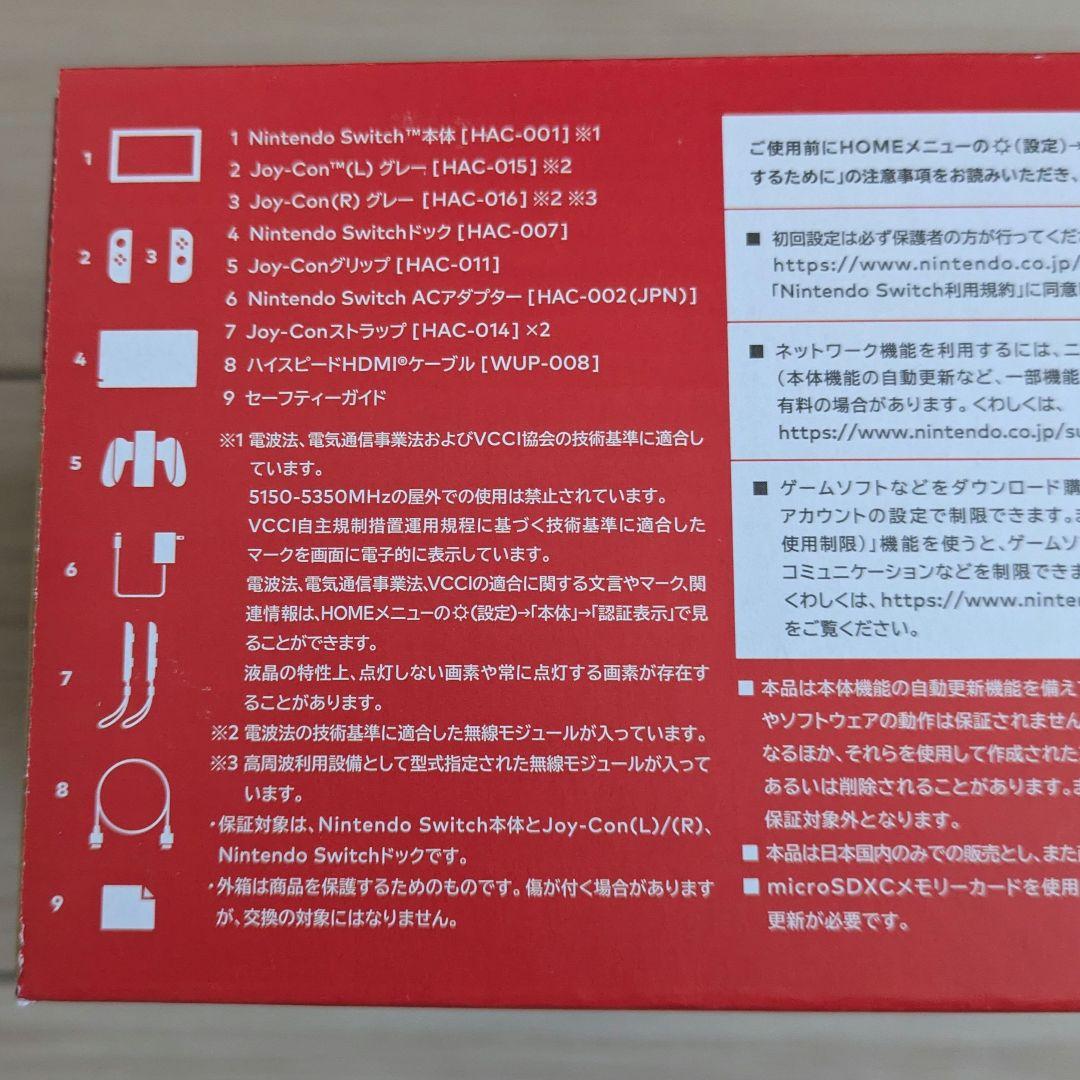 1 Nintendo Switch™本体 [HAC-001] ※1
2 Joy-Con™(L) グレー [HAC-015] ※2
3 Joy-Con(R) グレー [HAC-016] ※2 ※3
4 Nintendo Switchドック [HAC-007]
5 Joy-Conグリップ [HAC-011]
6 Nintendo Switch ACアダプター [HAC-002(JPN)]
7 Joy-Conストラップ [HAC-014] ×2
8 ハイスピードHDMI®ケーブル [WUP-008]
9 セーフティーガイド
1
2
3
4
5
6
7
8
9
※1 電波法、電気通信事業法およびVCCI協会の技術基準に適合し
ています。
5150-5350MHzの屋外での使用は禁止されています。
VCCI自主規制措置運用規程に基づく技術基準に適合した
マークを画面に電子的に表示しています。
電波法、電気通信事業法、VCCIの適合に関する文言やマーク、関
連情報は、HOMEメニューの(設定)→「本体」→「認証表示」で見
ることができます。
液晶の特性上、点灯しない画素や常に点灯する画素が存在す
ることがあります。
※2 電波法の技術基準に適合した無線モジュールが入っています。
※3 高周波利用設備として型式指定された無線モジュールが入って
います。
・保証対象は、Nintendo Switch本体とJoy-Con(L)/(R)、
Nintendo Switchドックです。
・外箱は商品を保護するためのものです。傷が付く場合があります
が、交換の対象にはなりません。
ご使用前にHOMEメニューの(設定)→
するために」の注意事項をお読みいただき、
■ 初回設定は必ず保護者の方が行ってくだ
https://www.nintendo.co.jp/
「Nintendo Switch利用規約」に同意
■ ネットワーク機能を利用するには、ニ
(本体機能の自動更新など、一部機能
有料の場合があります。くわしくは、
https://www.nintendo.co.jp/su
■ ゲームソフトなどをダウンロード購
アカウントの設定で制限できます。
使用制限)」機能を使うと、ゲームソ
コミュニケーションなどを制限できま
くわしくは、https://www.ninten
をご覧ください。
■ 本品は本体機能の自動更新機能を備え
やソフトウェアの動作は保証されません
なるほか、それらを使用して作成された
あるいは削除されることがあります。
保証対象外となります。
■ 本品は日本国内のみでの販売とし、また
■ microSDXCメモリーカードを使用
更新が必要です。